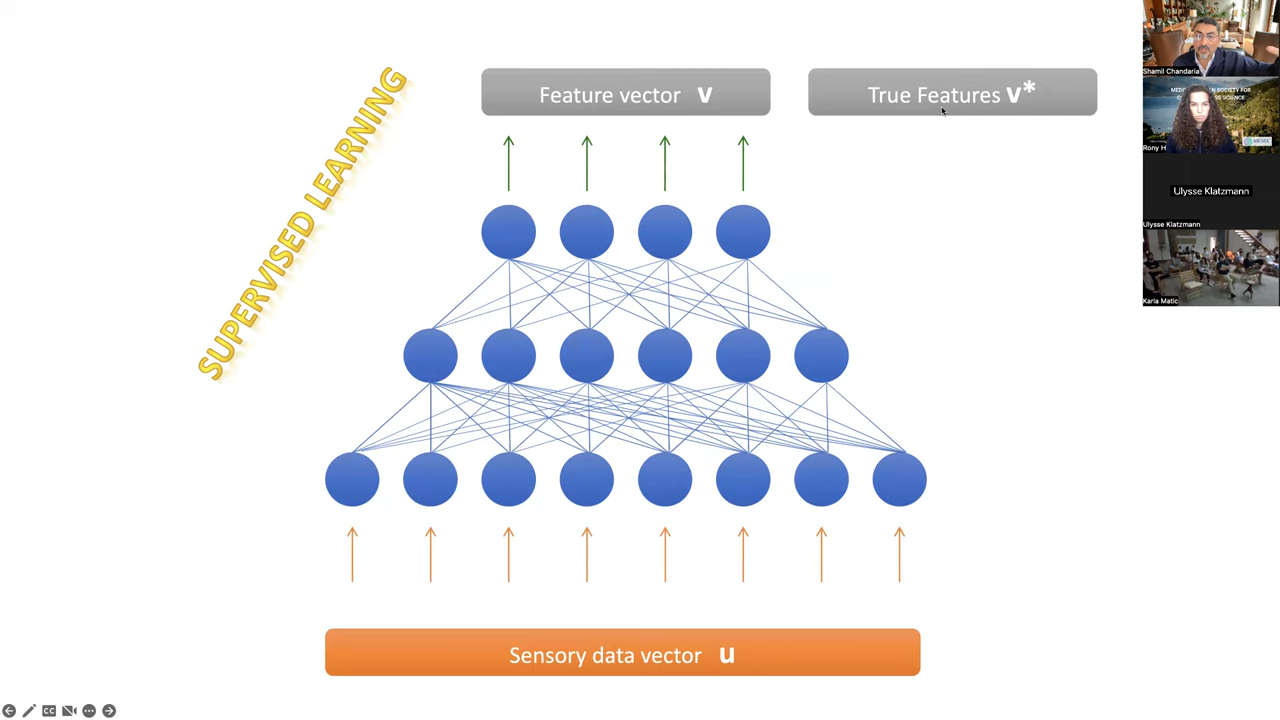 SUPERVISED LEARNING
Feature vector v
True Features v*
Sensory data vector u
Shamil Chandaria
Rony H
Ulysse Klatzmann
Ulysse Klatzmann
Karla Matic